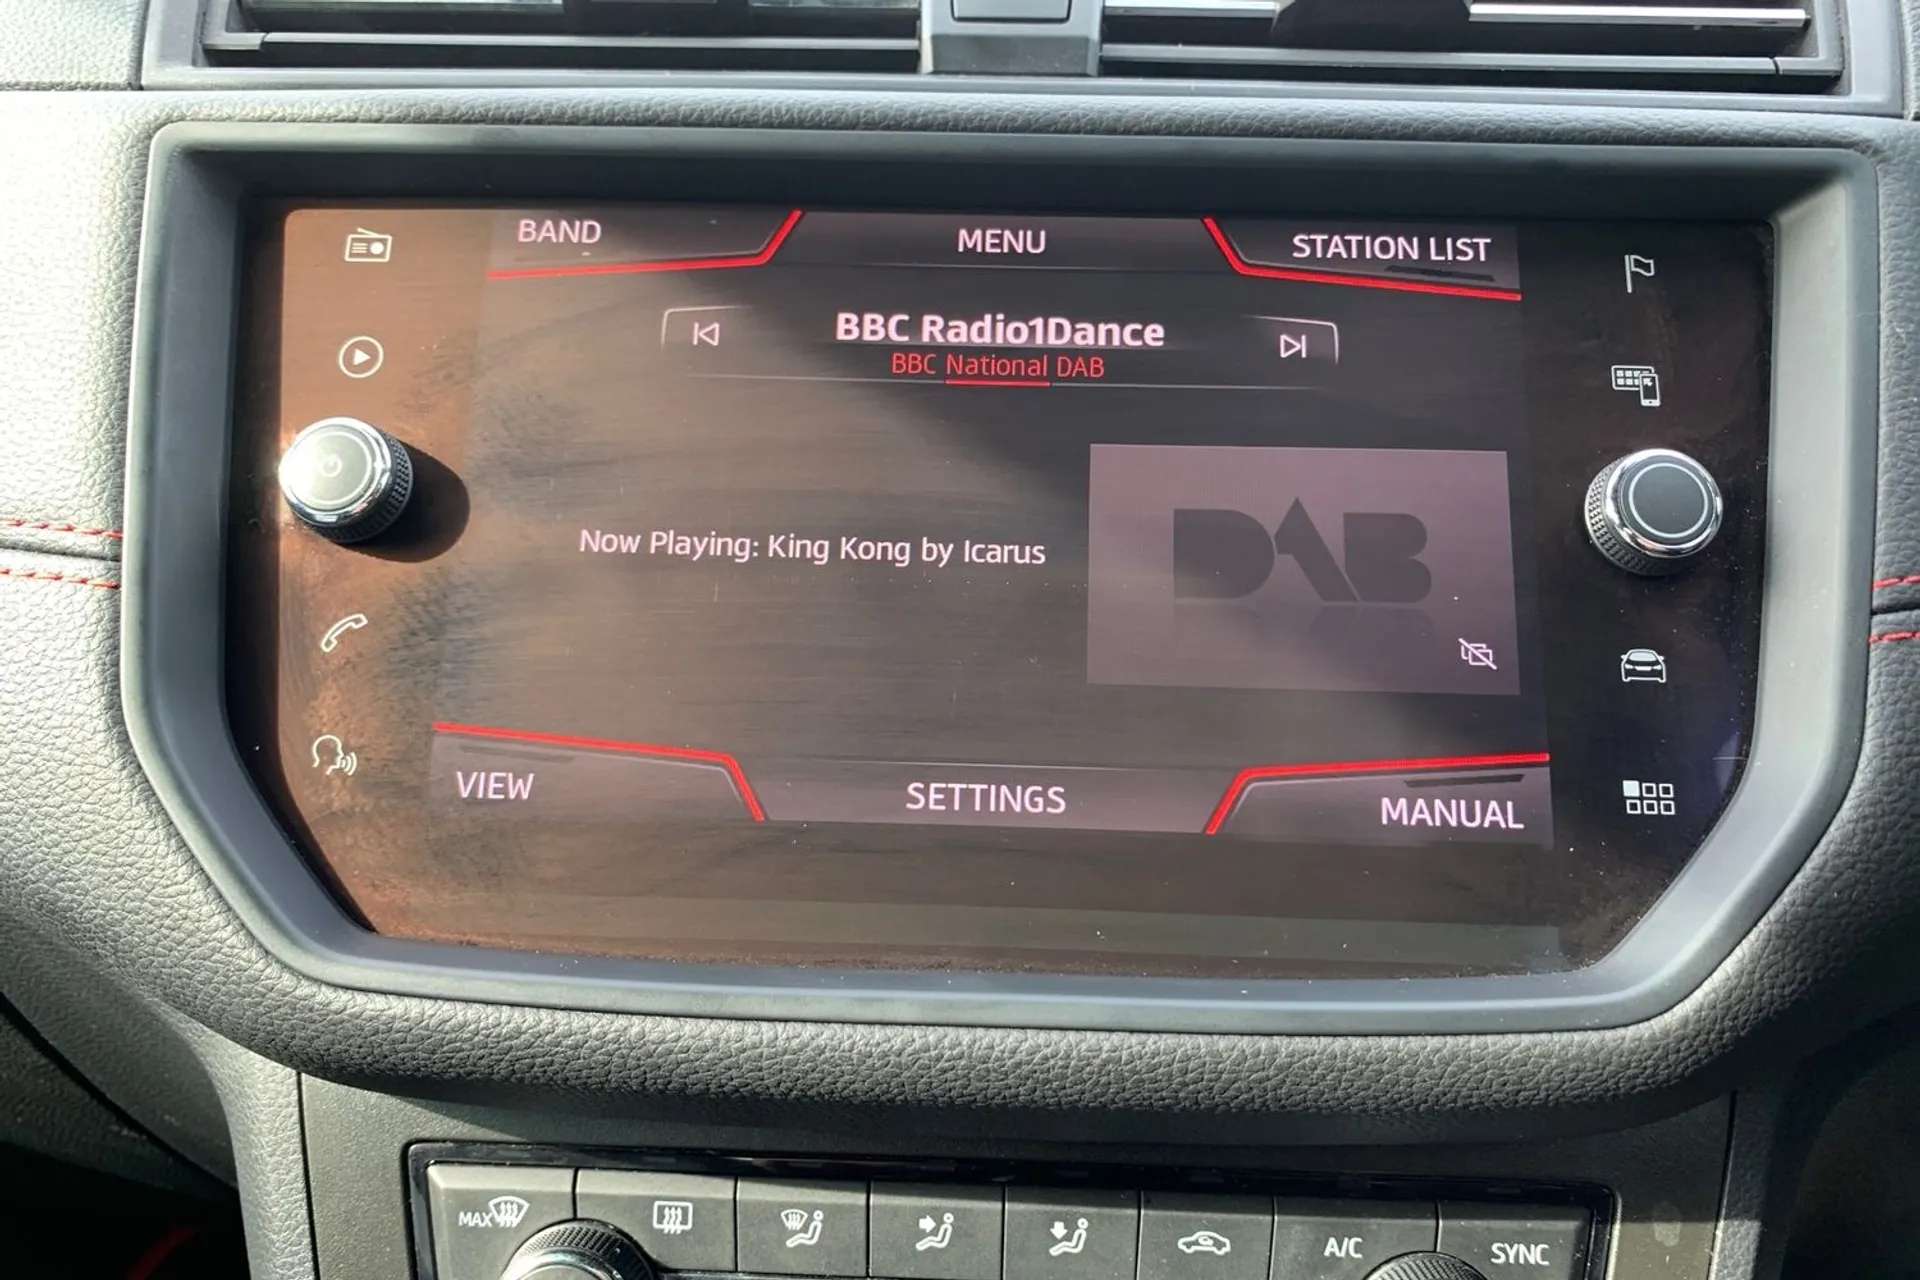 BAND
MENU
STATION LIST
BBC Radio1Dance
BBC National DAB
Now Playing: King Kong by Icarus
DAB
VIEW
SETTINGS
MANUAL
MAX
A/C
SYNC